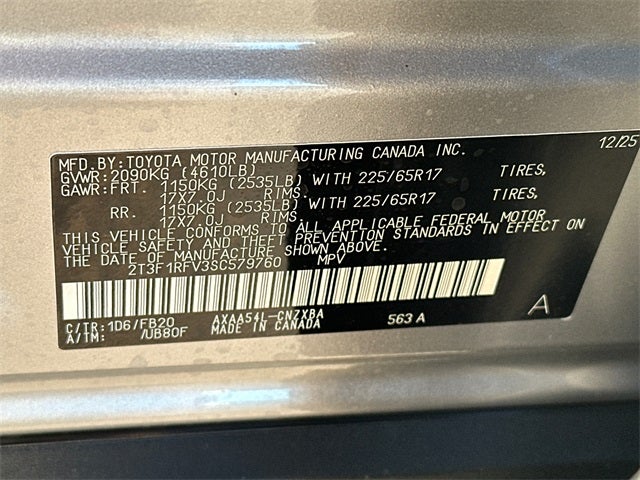 12/25
MFD.BY:TOYOTA MOTOR MANUFACTURING CANADA INC.
GVWR:2090KG (4610LB)
GAWR:FRT. 1150KG (2535LB) WITH 225/65R17 TIRES,
17X7.0J RIMS.
RR. 1150KG (2535LB) WITH 225/65R17 TIRES,
17X7.0J RIMS.
THIS VEHICLE CONFORMS TO ALL APPLICABLE FEDERAL MOTOR
VEHICLE SAFETY AND THEFT PREVENTION STANDARDS IN EFFECT ON
THE DATE OF MANUFACTURE SHOWN ABOVE.
2T3F1RFV3SC579760 MPV
C/TR:1D6/FB20 AXAA54L-CNZXBA 563 A A
A/TM: /UB80F MADE IN CANADA